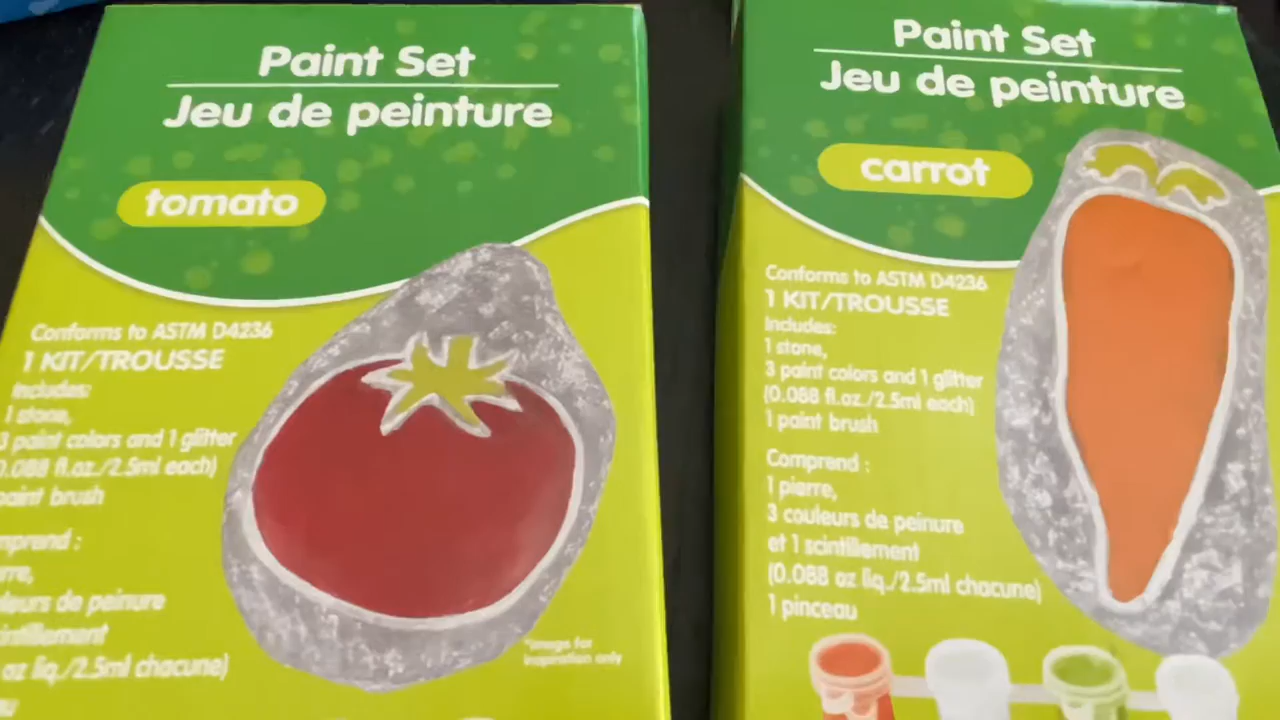 Paint Set
Jeu de peinture
tomato
Conforms to ASTM D4236
1 KIT/TROUSSE
Includes:
1 stone,
3 paint colors and 1 glitter
0.088 fl.oz./2.5ml each)
paint brush
leurs de peinure
oz liq./2.5ml chacune)
*Image for
inspiration only
Paint Set
Jeu de peinture
carrot
Conforms to ASTM D4236
1 KIT/TROUSSE
Includes:
1 stone,
3 paint colors and 1 glitter
(0.088 fl.oz./2.5ml each)
1 paint brush
Comprend :
1 pierre,
3 couleurs de peinure
et 1 scintillement
(0.088 oz liq./2.5ml chacune)
1 pinceau